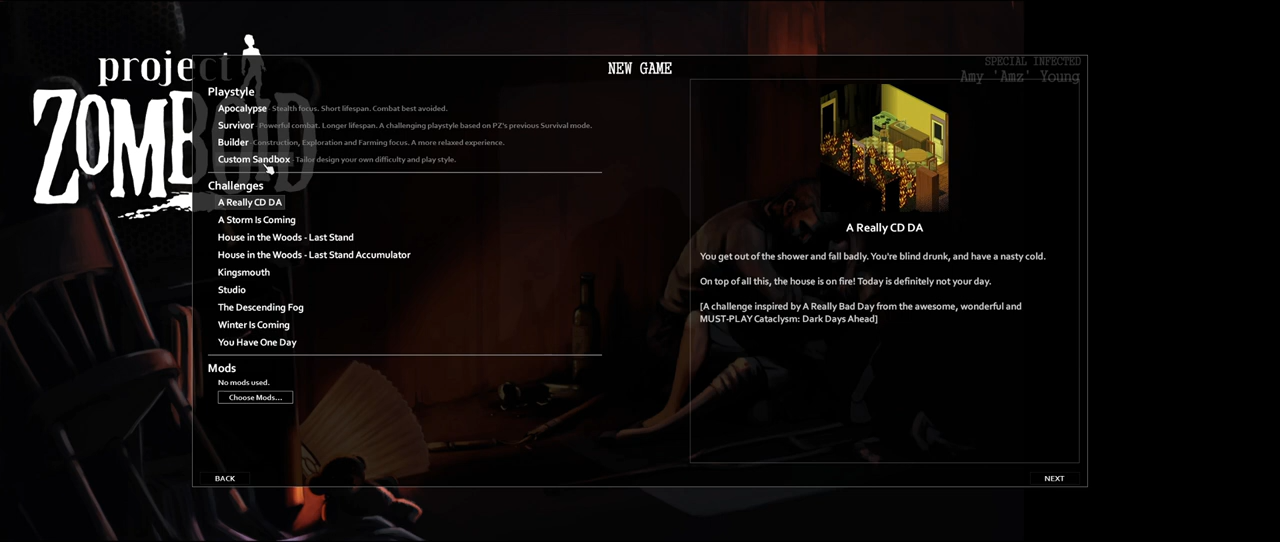 project
ZOMBOID
NEW GAME
SPECIAL INFECTED
Amy 'Amz' Young
Playstyle
Apocalypse - Stealth focus. Short lifespan. Combat best avoided.
Survivor - Powerful combat. Longer lifespan. A challenging playstyle based on PZ's previous Survival mode.
Builder - Construction, Exploration and Farming focus. A more relaxed experience.
Custom Sandbox - Tailor design your own difficulty and play style.
Challenges
A Really CD DA
A Storm Is Coming
House in the Woods - Last Stand
House in the Woods - Last Stand Accumulator
Kingsmouth
Studio
The Descending Fog
Winter Is Coming
You Have One Day
Mods
No mods used.
Choose Mods...
A Really CD DA
You get out of the shower and fall badly. You're blind drunk, and have a nasty cold.
On top of all this, the house is on fire! Today is definitely not your day.
[A challenge inspired by A Really Bad Day from the awesome, wonderful and
MUST-PLAY Cataclysm: Dark Days Ahead]
BACK
NEXT